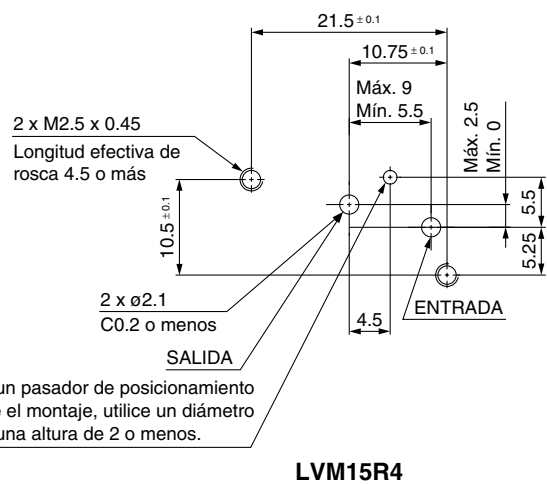 21.5 ± 0.1
10.75 ± 0.1
Máx. 9
Mín. 5.5
Máx. 2.5
Mín. 0
2 x M2.5 x 0.45
Longitud efectiva de
rosca 4.5 o más
10.5 ± 0.1
5.5
5.25
2 x ø2.1
C0.2 o menos
4.5
ENTRADA
SALIDA
un pasador de posicionamiento
el montaje, utilice un diámetro
una altura de 2 o menos.
LVM15R4